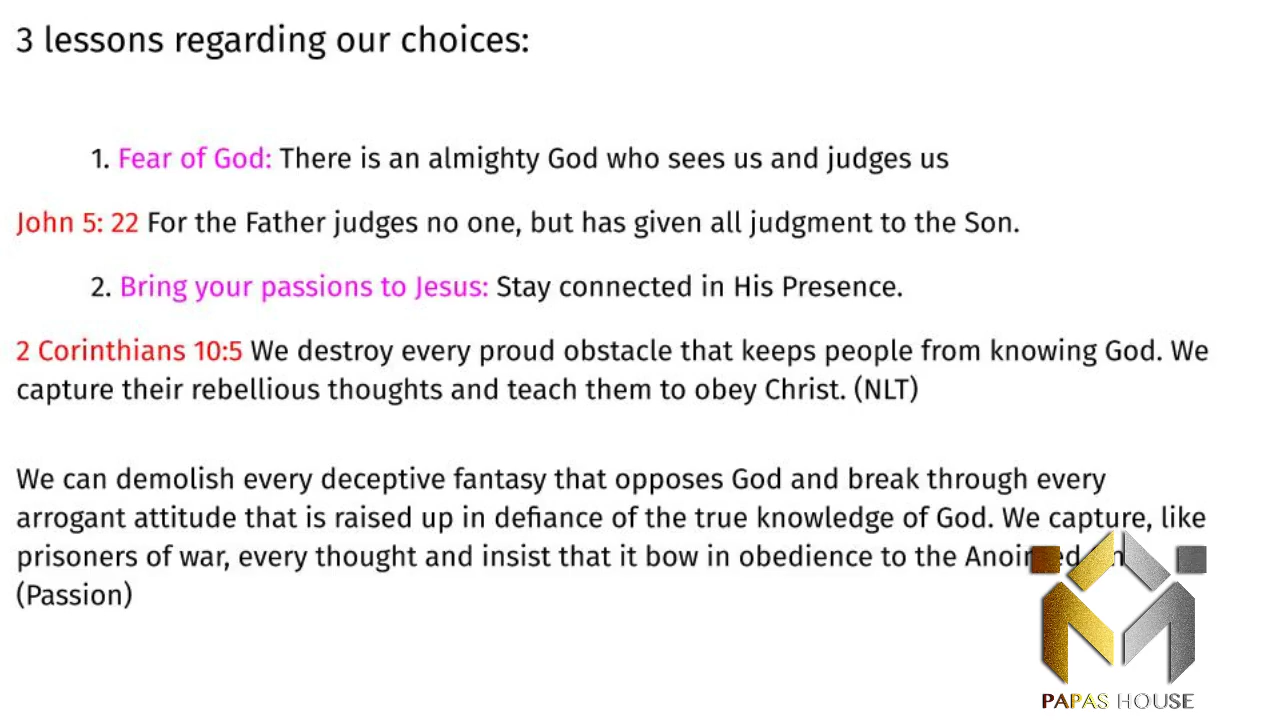 3 lessons regarding our choices:
1. Fear of God: There is an almighty God who sees us and judges us
John 5: 22 For the Father judges no one, but has given all judgment to the Son.
2. Bring your passions to Jesus: Stay connected in His Presence.
2 Corinthians 10:5 We destroy every proud obstacle that keeps people from knowing God. We
capture their rebellious thoughts and teach them to obey Christ. (NLT)
We can demolish every deceptive fantasy that opposes God and break through every
arrogant attitude that is raised up in defiance of the true knowledge of God. We capture, like
prisoners of war, every thought and insist that it bow in obedience to the
(Passion)
PAPAS HOUSE